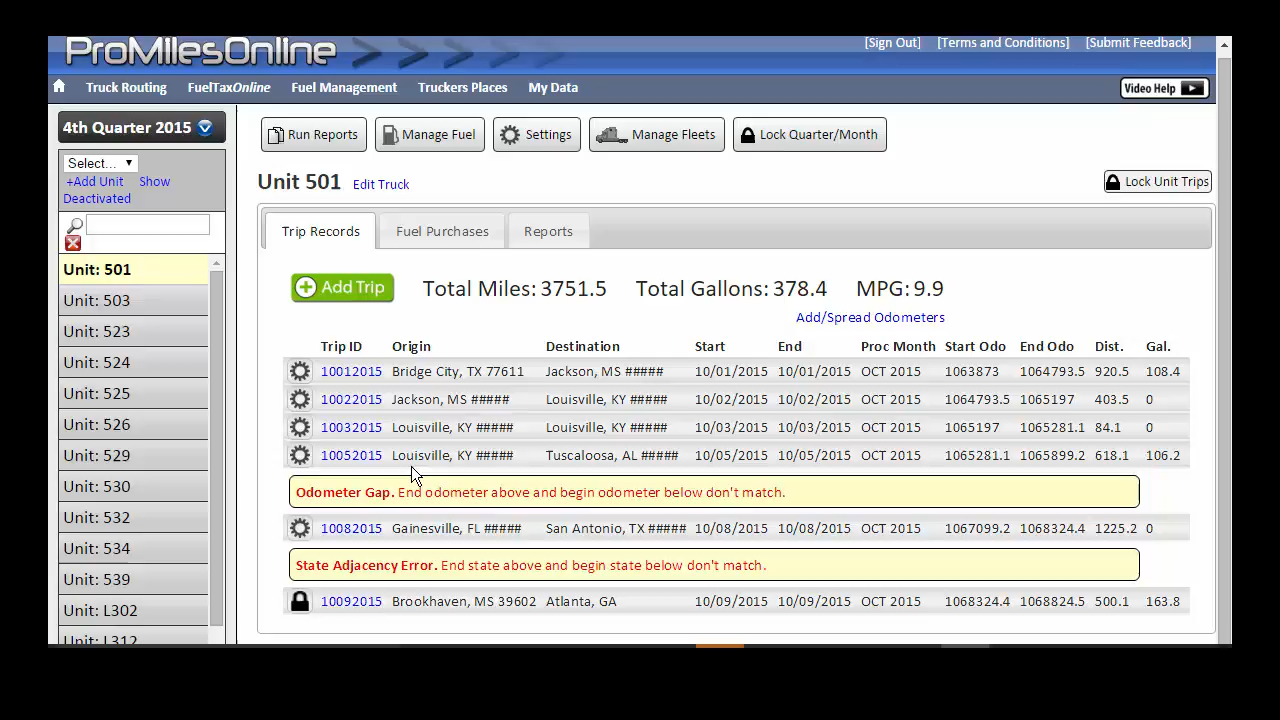 ProMilesOnline
[Sign Out] [Terms and Conditions] [Submit Feedback]
Truck Routing FuelTaxOnline Fuel Management Truckers Places My Data Video Help
4th Quarter 2015
Run Reports Manage Fuel Settings Manage Fleets Lock Quarter/Month
Select...
+Add Unit Show Deactivated
Unit 501 Edit Truck Lock Unit Trips
Trip Records Fuel Purchases Reports
Unit: 501
Unit: 503
Unit: 523
Unit: 524
Unit: 525
Unit: 526
Unit: 529
Unit: 530
Unit: 532
Unit: 534
Unit: 539
Unit: L302
Unit: L312
Add Trip Total Miles: 3751.5 Total Gallons: 378.4 MPG: 9.9
Add/Spread Odometers
Trip ID Origin Destination Start End Proc Month Start Odo End Odo Dist. Gal.
10012015 Bridge City, TX 77611 Jackson, MS ##### 10/01/2015 10/01/2015 OCT 2015 1063873 1064793.5 920.5 108.4
10022015 Jackson, MS ##### Louisville, KY ##### 10/02/2015 10/02/2015 OCT 2015 1064793.5 1065197 403.5 0
10032015 Louisville, KY ##### Louisville, KY ##### 10/03/2015 10/03/2015 OCT 2015 1065197 1065281.1 84.1 0
10052015 Louisville, KY ##### Tuscaloosa, AL ##### 10/05/2015 10/05/2015 OCT 2015 1065281.1 1065899.2 618.1 106.2
Odometer Gap. End odometer above and begin odometer below don't match.
10082015 Gainesville, FL ##### San Antonio, TX ##### 10/08/2015 10/08/2015 OCT 2015 1067099.2 1068324.4 1225.2 0
State Adjacency Error. End state above and begin state below don't match.
10092015 Brookhaven, MS 39602 Atlanta, GA 10/09/2015 10/09/2015 OCT 2015 1068324.4 1068824.5 500.1 163.8